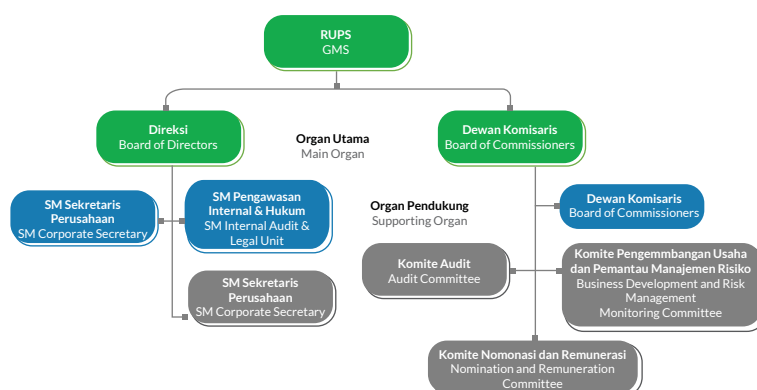 RUPS
GMS
Direksi
Board of Directors
Organ Utama
Main Organ
Dewan Komisaris
Board of Commissioners
SM Sekretaris
Perusahaan
SM Corporate Secretary
SM Pengawasan
Internal & Hukum
SM Internal Audit &
Legal Unit
Organ Pendukung
Supporting Organ
Dewan Komisaris
Board of Commissioners
SM Sekretaris
Perusahaan
SM Corporate Secretary
Komite Audit
Audit Committee
Komite Pengemmbangan Usaha
dan Pemantau Manajemen Risiko
Business Development and Risk
Management
Monitoring Committee
Komite Nomonasi dan Remunerasi
Nomination and Remuneration
Committee